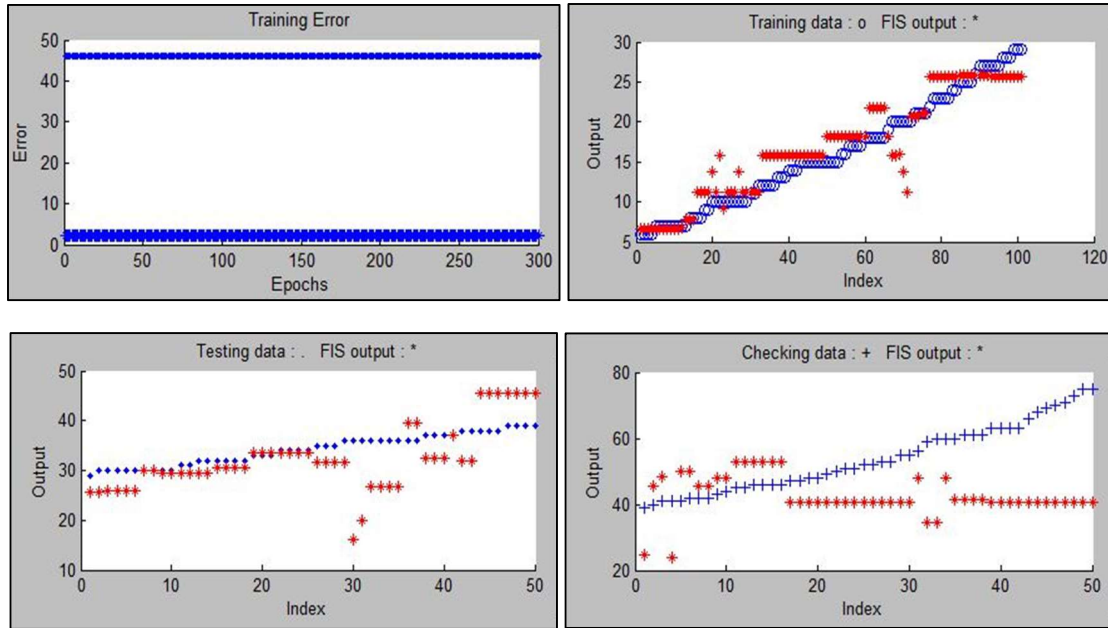 Training Error
50
40
30
20
10
0
Error
0 50 100 150 200 250 300
Epochs
Training data : o FIS output : *
30
25
20
15
10
5
Output
0 20 40 60 80 100 120
Index
Testing data : . FIS output : *
50
40
30
20
10
Output
0 10 20 30 40 50
Index
Checking data : + FIS output : *
80
60
40
20
Output
0 10 20 30 40 50
Index